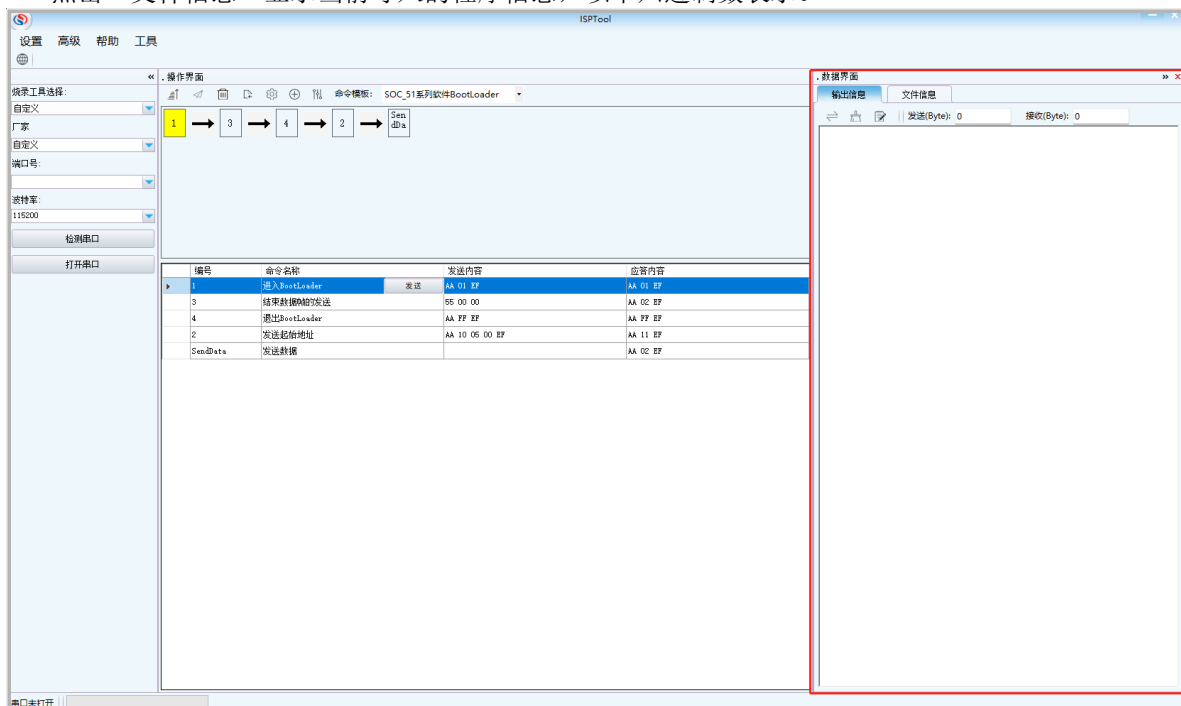 ISPTool
设置 高级 帮助 工具
«
烧录工具选择:
自定义
厂家
自定义
端口号:
波特率:
115200
检测串口
打开串口
.操作界面
命令模板: SOC_51系列软件BootLoader
1 3 4 2 Sen
dDa
编号 命令名称 发送内容 应答内容
1 进入BootLoader 发送 AA 01 EF AA 01 EF
3 结束数据帧的发送 55 00 00 AA 02 EF
4 退出BootLoader AA FF EF AA FF EF
2 发送起始地址 AA 10 05 00 EF AA 11 EF
SendData 发送数据 AA 02 EF
.数据界面 »
输出信息 文件信息
发送(Byte): 0 接收(Byte): 0
串口未打开